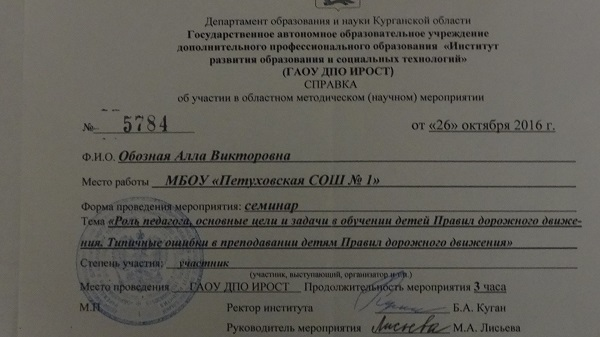 Департамент образования и науки Курганской области
Государственное автономное образовательное учреждение
дополнительного профессионального образования «Институт
развития образования и социальных технологий»
(ГАОУ ДПО ИРОСТ)
СПРАВКА
об участии в областном методическом (научном) мероприятии
№ 5784 от «26» октября 2016 г.
Ф.И.О. Обозная Алла Викторовна
Место работы МБОУ «Петуховская СОШ № 1»
Форма проведения мероприятия: семинар
Тема «Роль педагога, основные цели и задачи в обучении детей Правил дорожного движе-
ния. Типичные ошибки в преподавании детям Правил дорожного движения»
Степень участия: участник
(участник, выступающий, организатор и пр.)
Место проведения ГАОУ ДПО ИРОСТ Продолжительность мероприятия 3 часа
М.П. Ректор института Б.А. Куган
Руководитель мероприятия Лисьева М.А. Лисьева